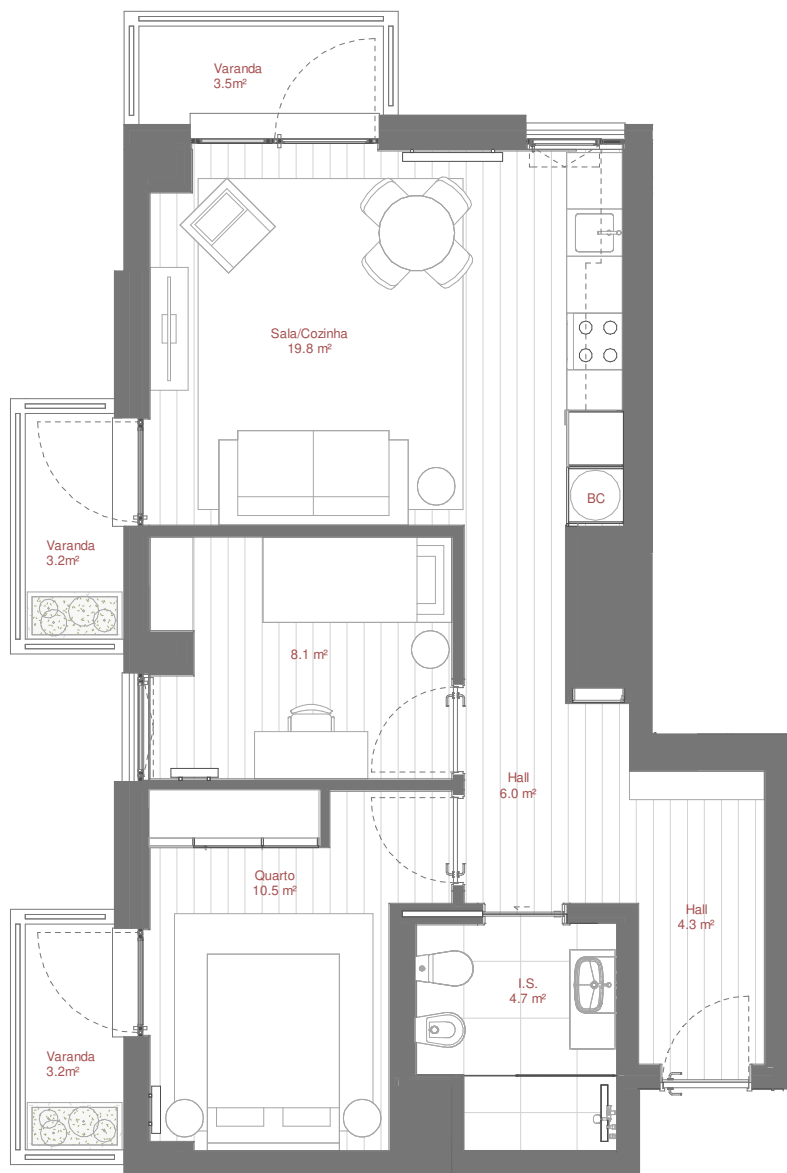 Varanda
3.5m²
Sala/Cozinha
19.8 m²
BC
Varanda
3.2m²
8.1 m²
Hall
6.0 m²
Quarto
10.5 m²
Hall
4.3 m²
I.S.
4.7 m²
Varanda
3.2m²